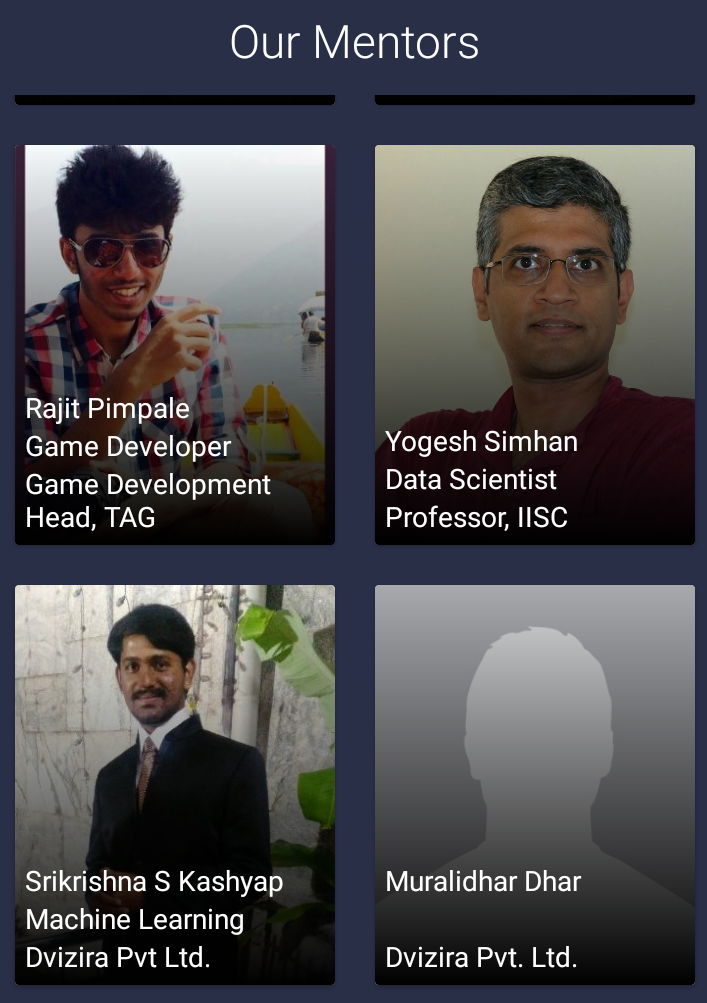 Our Mentors
Rajit Pimpale
Game Developer
Game Development
Head, TAG
Yogesh Simhan
Data Scientist
Professor, IISC
Srikrishna S Kashyap
Machine Learning
Dvizira Pvt Ltd.
Muralidhar Dhar
Dvizira Pvt. Ltd.